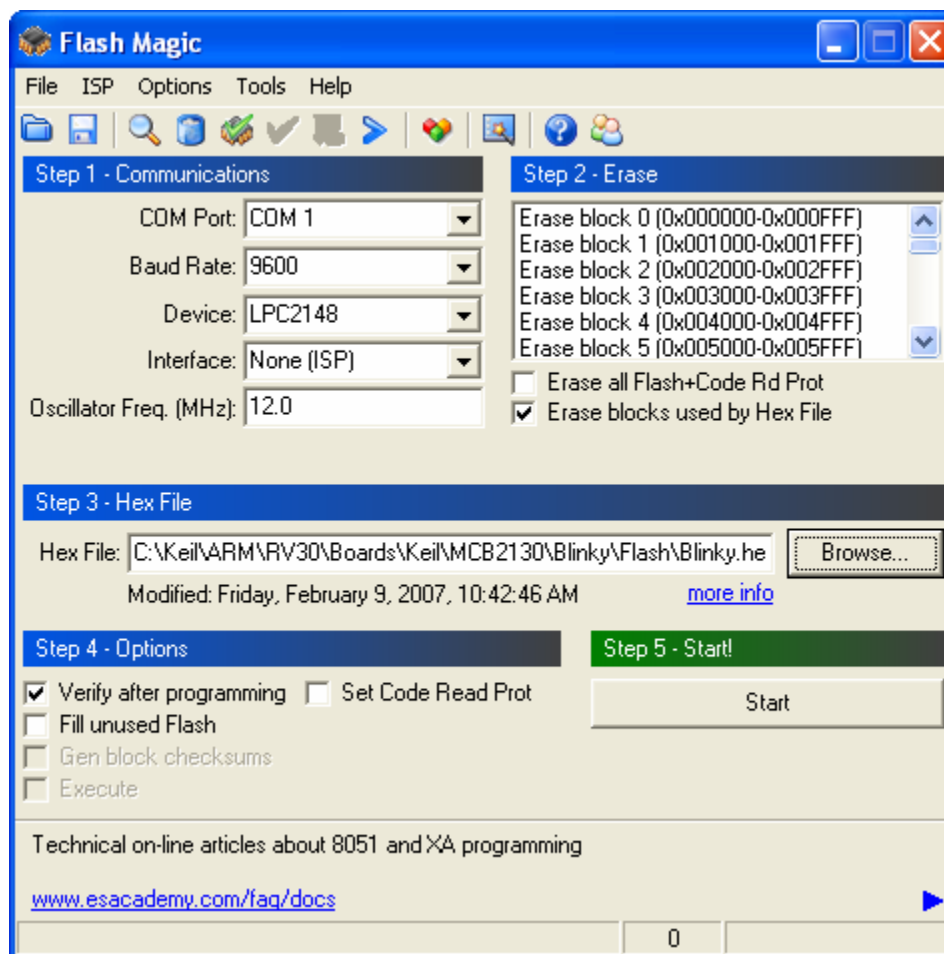 Flash Magic
File ISP Options Tools Help
Step 1 - Communications
COM Port: COM 1
Baud Rate: 9600
Device: LPC2148
Interface: None (ISP)
Oscillator Freq. (MHz): 12.0
Step 2 - Erase
Erase block 0 (0x000000-0x000FFF)
Erase block 1 (0x001000-0x001FFF)
Erase block 2 (0x002000-0x002FFF)
Erase block 3 (0x003000-0x003FFF)
Erase block 4 (0x004000-0x004FFF)
Erase block 5 (0x005000-0x005FFF)
Erase all Flash+Code Rd Prot
Erase blocks used by Hex File
Step 3 - Hex File
Hex File: C:\Keil\ARM\RV30\Boards\Keil\MCB2130\Blinky\Flash\Blinky.he Browse...
Modified: Friday, February 9, 2007, 10:42:46 AM more info
Step 4 - Options
Verify after programming Set Code Read Prot
Fill unused Flash
Gen block checksums
Execute
Step 5 - Start!
Start
Technical on-line articles about 8051 and XA programming
www.esacademy.com/faq/docs
0